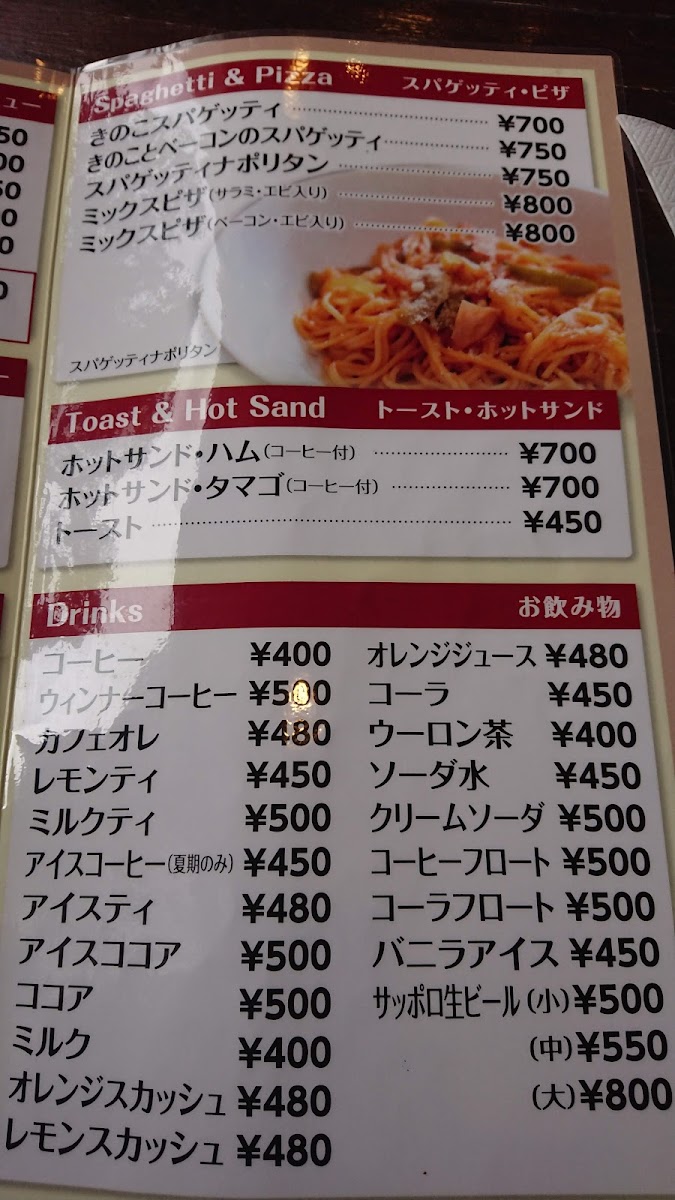 ュー
50
00
50
0
0
0
ー
Spaghetti & Pizza スパゲッティ・ピザ
きのこスパゲッティ ¥700
きのことベーコンのスパゲッティ ¥750
スパゲッティナポリタン ¥750
ミックスピザ(サラミ・エビ入り) ¥800
ミックスピザ(ベーコン・エビ入り) ¥800
スパゲッティナポリタン
Toast & Hot Sand トースト・ホットサンド
ホットサンド・ハム(コーヒー付) ¥700
ホットサンド・タマゴ(コーヒー付) ¥700
トースト ¥450
Drinks お飲み物
コーヒー ¥400
ウィンナーコーヒー ¥500
カフェオレ ¥480
レモンティ ¥450
ミルクティ ¥500
アイスコーヒー(夏期のみ) ¥450
アイスティ ¥480
アイスココア ¥500
ココア ¥500
ミルク ¥400
オレンジスカッシュ ¥480
レモンスカッシュ ¥480
オレンジジュース ¥480
コーラ ¥450
ウーロン茶 ¥400
ソーダ水 ¥450
クリームソーダ ¥500
コーヒーフロート ¥500
コーラフロート ¥500
バニラアイス ¥450
サッポロ生ビール(小) ¥500
(中) ¥550
(大) ¥800